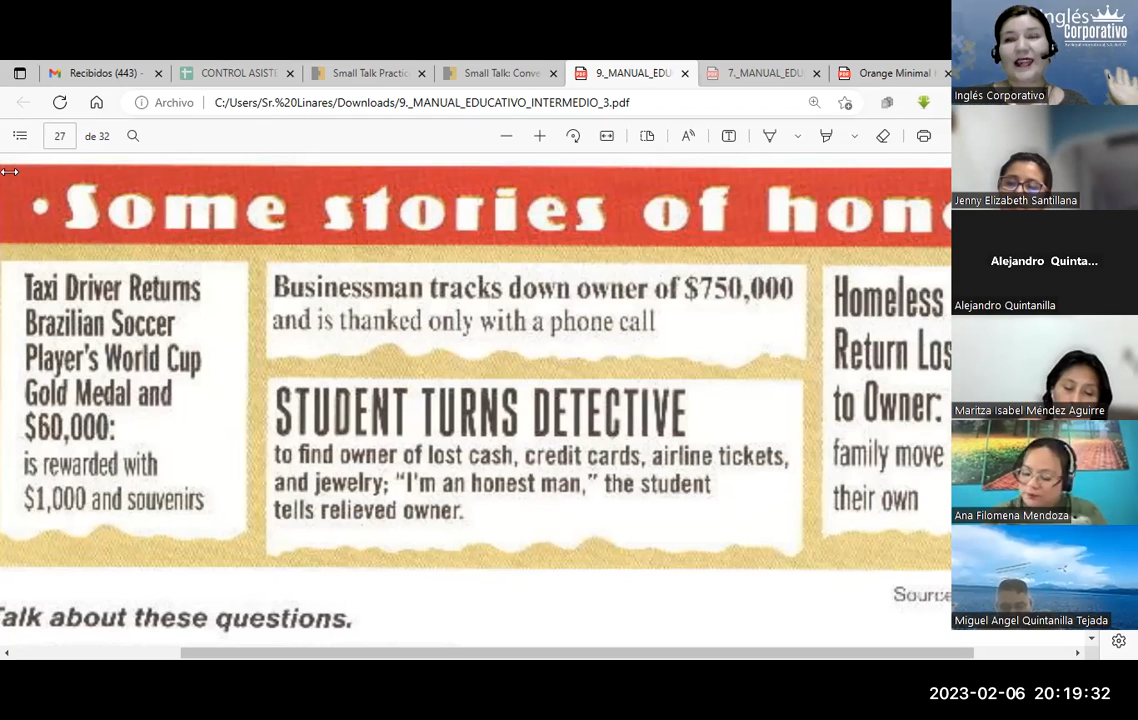 Recibidos (443) -
CONTROL ASIST
Small Talk Practic
Small Talk: Conve
9._MANUAL_EDU
7._MANUAL_EDU
Orange Minimal
Archivo
C:/Users/Sr.%20Linares/Downloads/9._MANUAL_EDUCATIVO_INTERMEDIO_3.pdf
27 de 32
• Some stories of hon
Taxi Driver Returns
Brazilian Soccer
Player's World Cup
Gold Medal and
$60,000:
is rewarded with
$1,000 and souvenirs
Businessman tracks down owner of $750,000
and is thanked only with a phone call
STUDENT TURNS DETECTIVE
to find owner of lost cash, credit cards, airline tickets,
and jewelry; "I'm an honest man," the student
tells relieved owner.
Homeless
Return Los
to Owner:
family move
their own
Source
alk about these questions.
Inglés
Corporativo
Inglés Corporativo
Jenny Elizabeth Santillana
Alejandro Quinta...
Alejandro Quintanilla
Maritza Isabel Méndez Aguirre
Ana Filomena Mendoza
Miguel Angel Quintanilla Tejada
2023-02-06 20:19:32